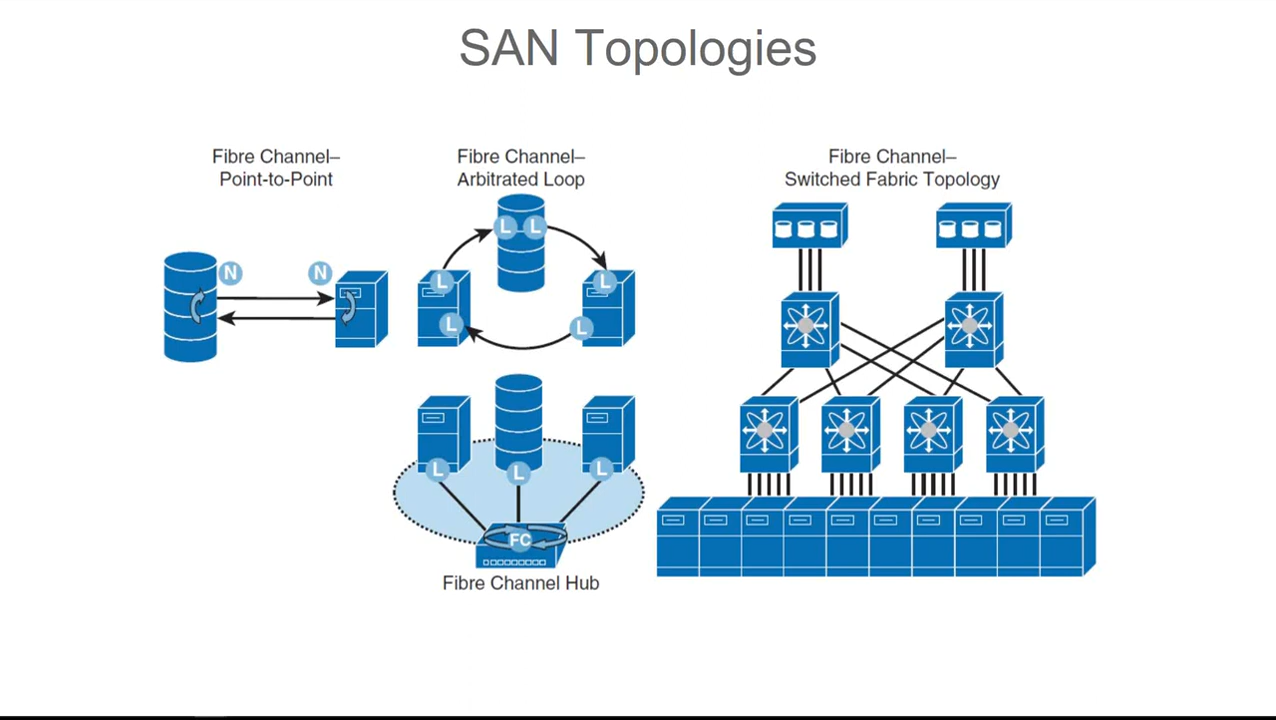 SAN Topologies
Fibre Channel–
Point-to-Point
N
N
Fibre Channel–
Arbitrated Loop
L
L
L
L
L
L
L
L
L
FC
Fibre Channel Hub
Fibre Channel–
Switched Fabric Topology